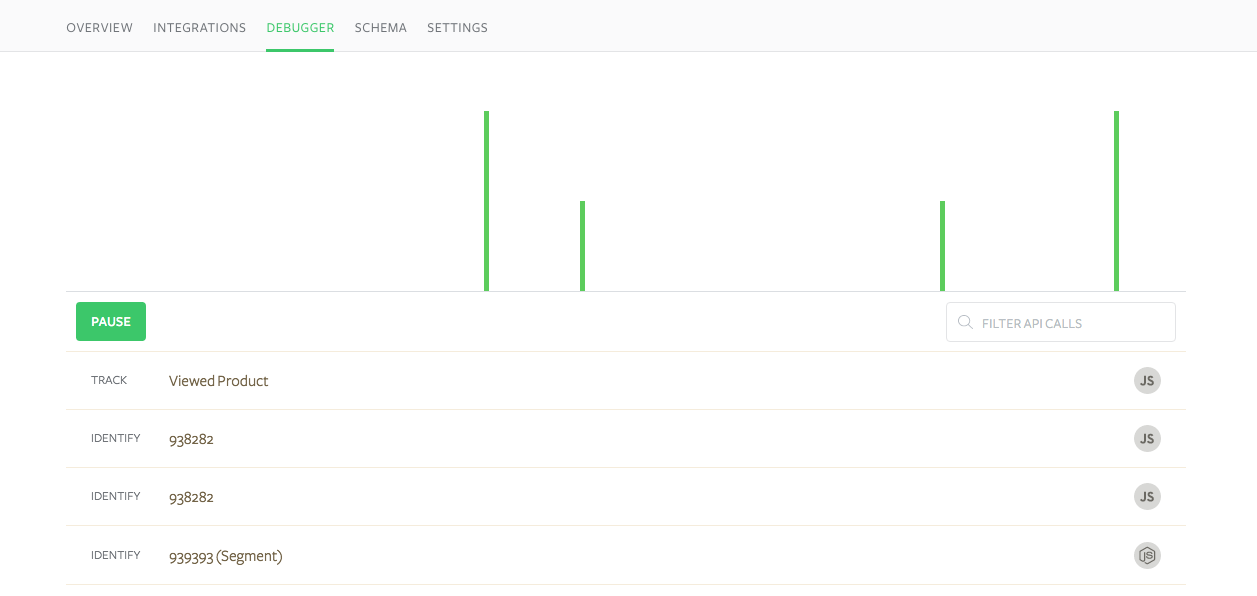 OVERVIEW INTEGRATIONS DEBUGGER SCHEMA SETTINGS
PAUSE FILTER API CALLS
TRACK Viewed Product JS
IDENTIFY 938282 JS
IDENTIFY 938282 JS
IDENTIFY 939393 (Segment) JS